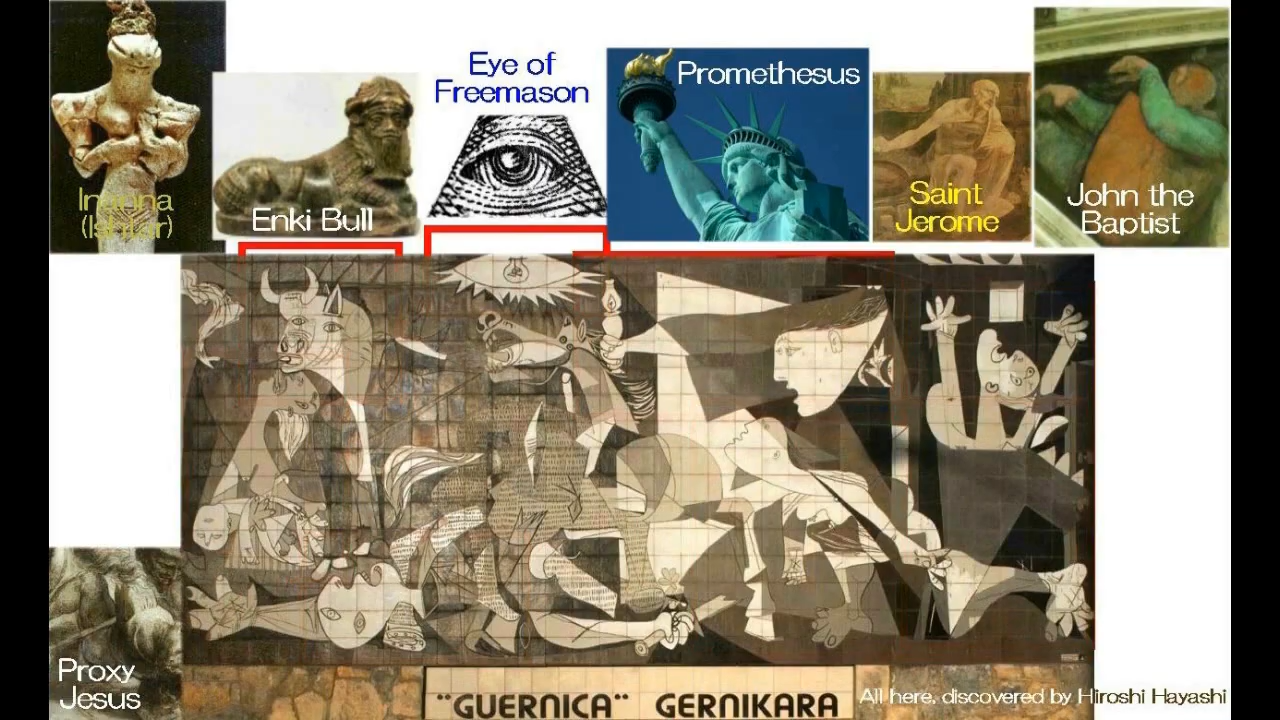 Inanna
(Ishtar)
Enki Bull
Eye of
Freemason
Promethesus
Saint
Jerome
John the
Baptist
Proxy
Jesus
"GUERNICA" GERNIKARA
All here, discovered by Hiroshi Hayashi